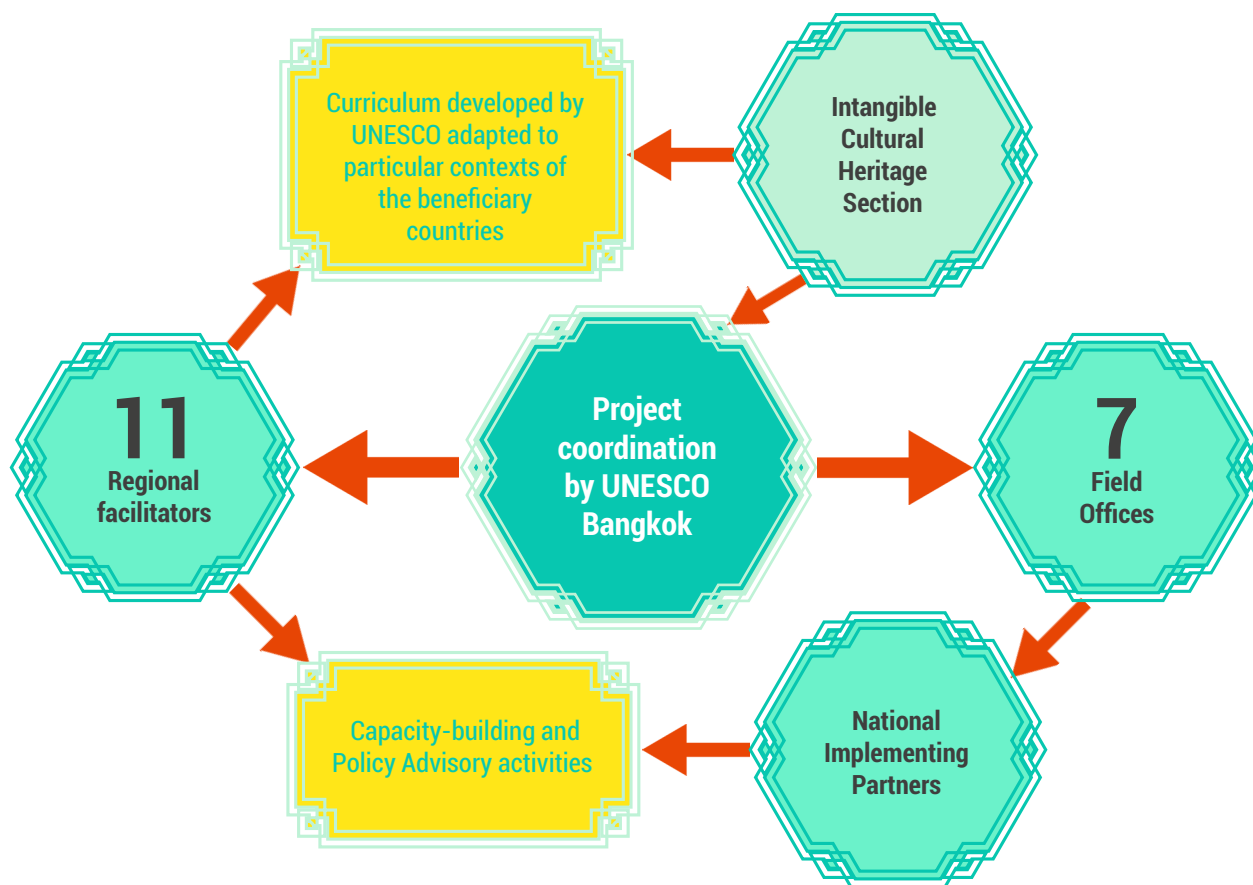 Curriculum developed by
UNESCO adapted to
particular contexts of
the beneficiary
countries
Intangible
Cultural
Heritage
Section
11
Regional
facilitators
Project
coordination
by UNESCO
Bangkok
7
Field
Offices
Capacity-building and
Policy Advisory activities
National
Implementing
Partners